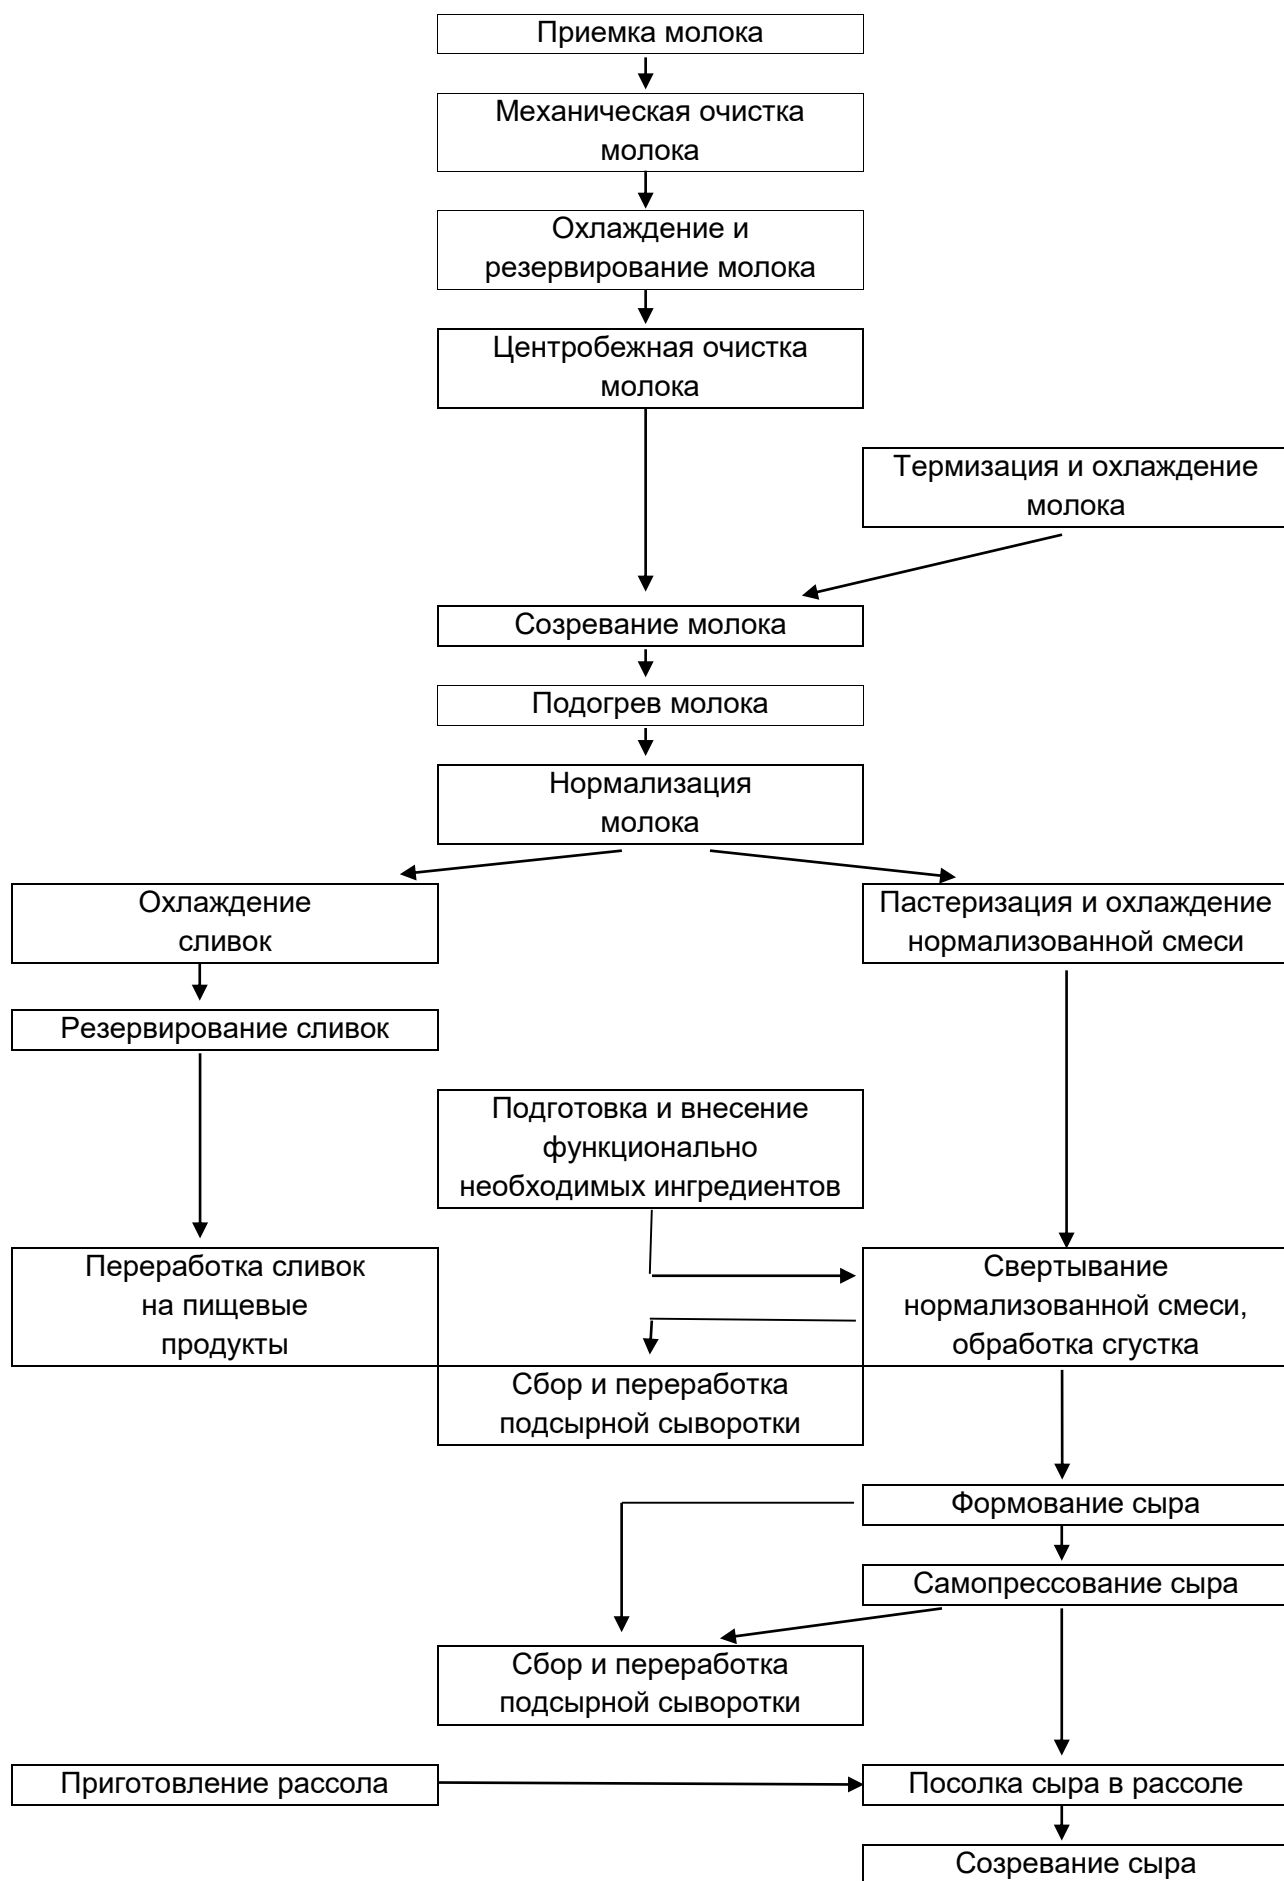 Приемка молока
Механическая очистка
молока
Охлаждение и
резервирование молока
Центробежная очистка
молока
Термизация и охлаждение
молока
Созревание молока
Подогрев молока
Нормализация
молока
Охлаждение
сливок
Пастеризация и охлаждение
нормализованной смеси
Резервирование сливок
Подготовка и внесение
функционально
необходимых ингредиентов
Переработка сливок
на пищевые
продукты
Свертывание
нормализованной смеси,
обработка сгустка
Сбор и переработка
подсырной сыворотки
Формование сыра
Самопрессование сыра
Сбор и переработка
подсырной сыворотки
Приготовление рассола
Посолка сыра в рассоле
Созревание сыра